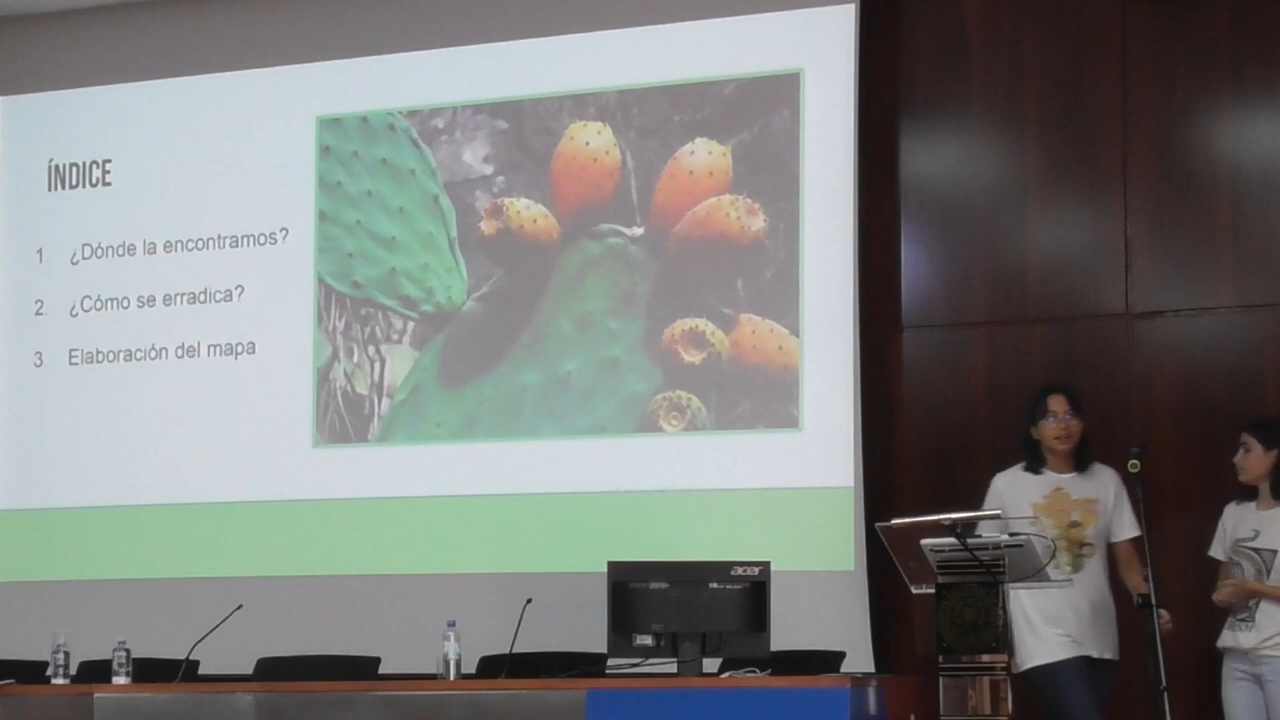 ÍNDICE
1 ¿Dónde la encontramos?
2 ¿Cómo se erradica?
3 Elaboración del mapa
acer